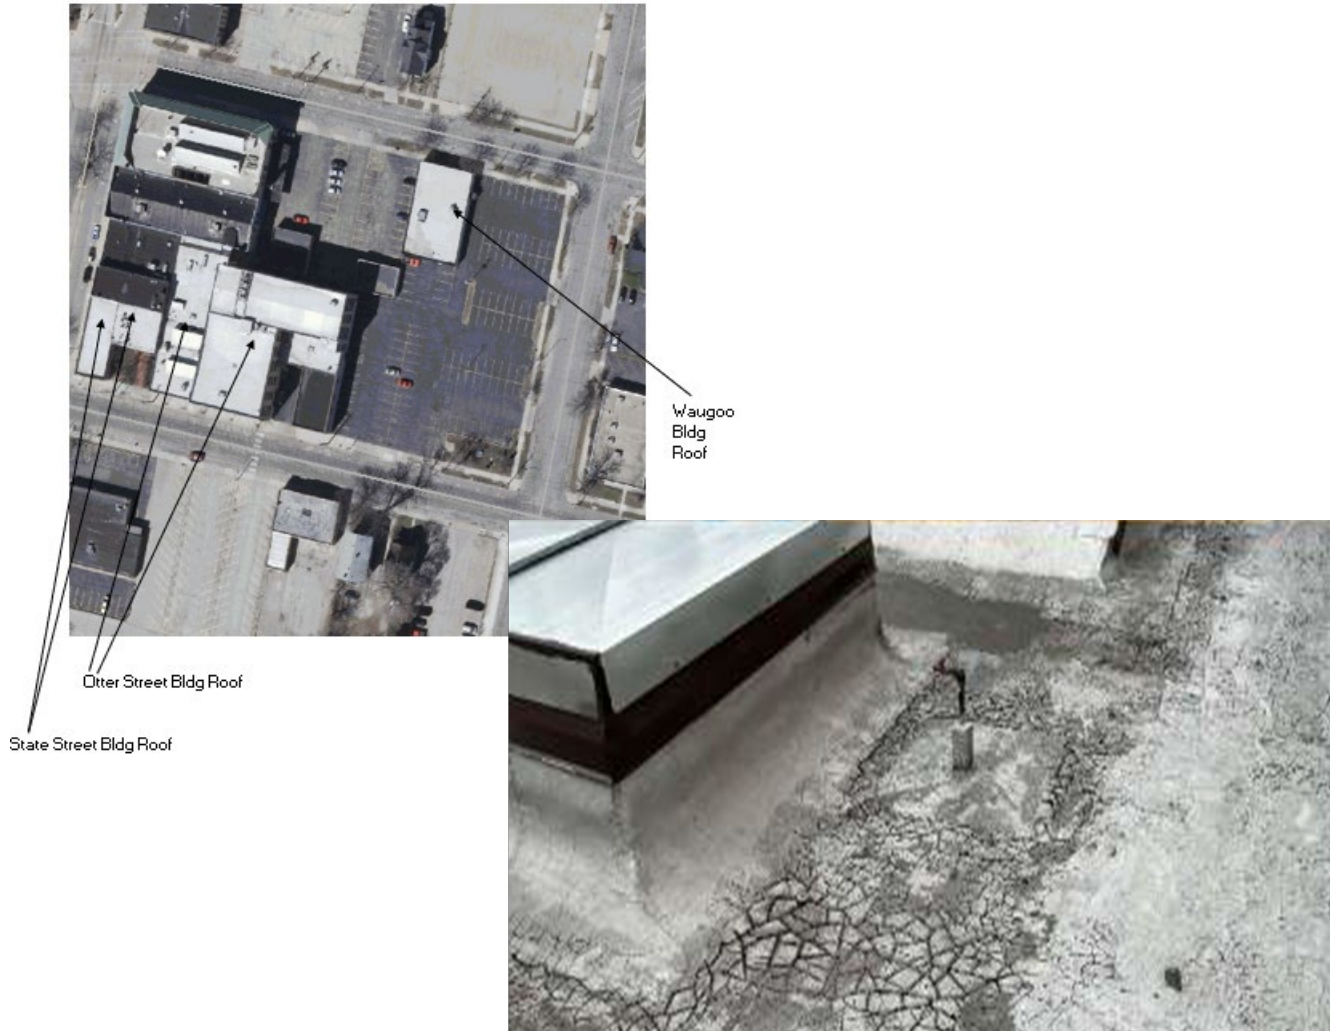 Waugoo
Bldg
Roof
Otter Street Bldg Roof
State Street Bldg Roof